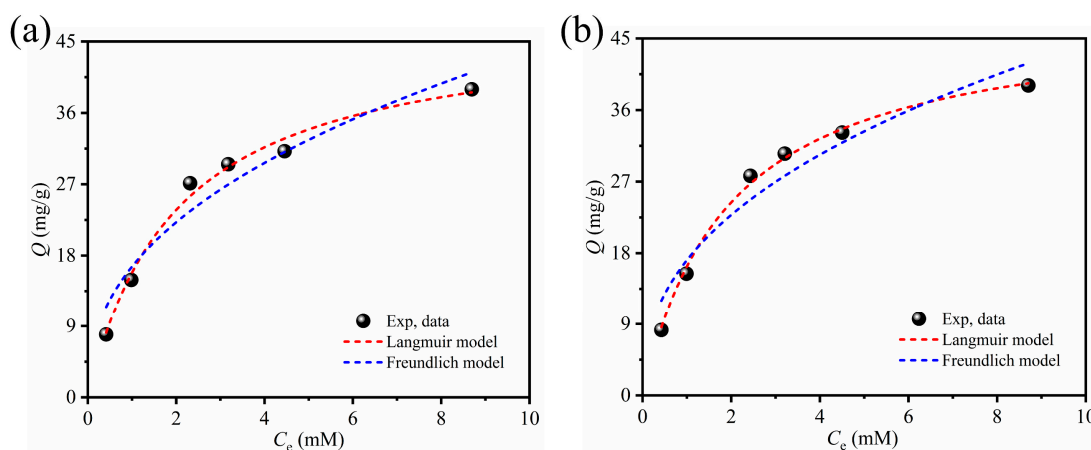 (a)
45
36
27
18
9
0
Q (mg/g)
Exp, data
Langmuir model
Freundlich model
0 2 4 6 8 10
Ce (mM)
(b)
45
36
27
18
9
0
Q (mg/g)
Exp, data
Langmuir model
Freundlich model
0 2 4 6 8 10
Ce (mM)